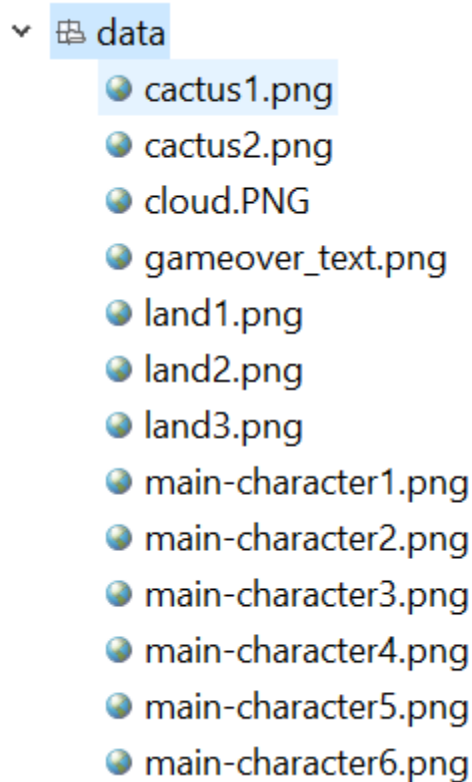 data
cactus1.png
cactus2.png
cloud.PNG
gameover_text.png
land1.png
land2.png
land3.png
main-character1.png
main-character2.png
main-character3.png
main-character4.png
main-character5.png
main-character6.png